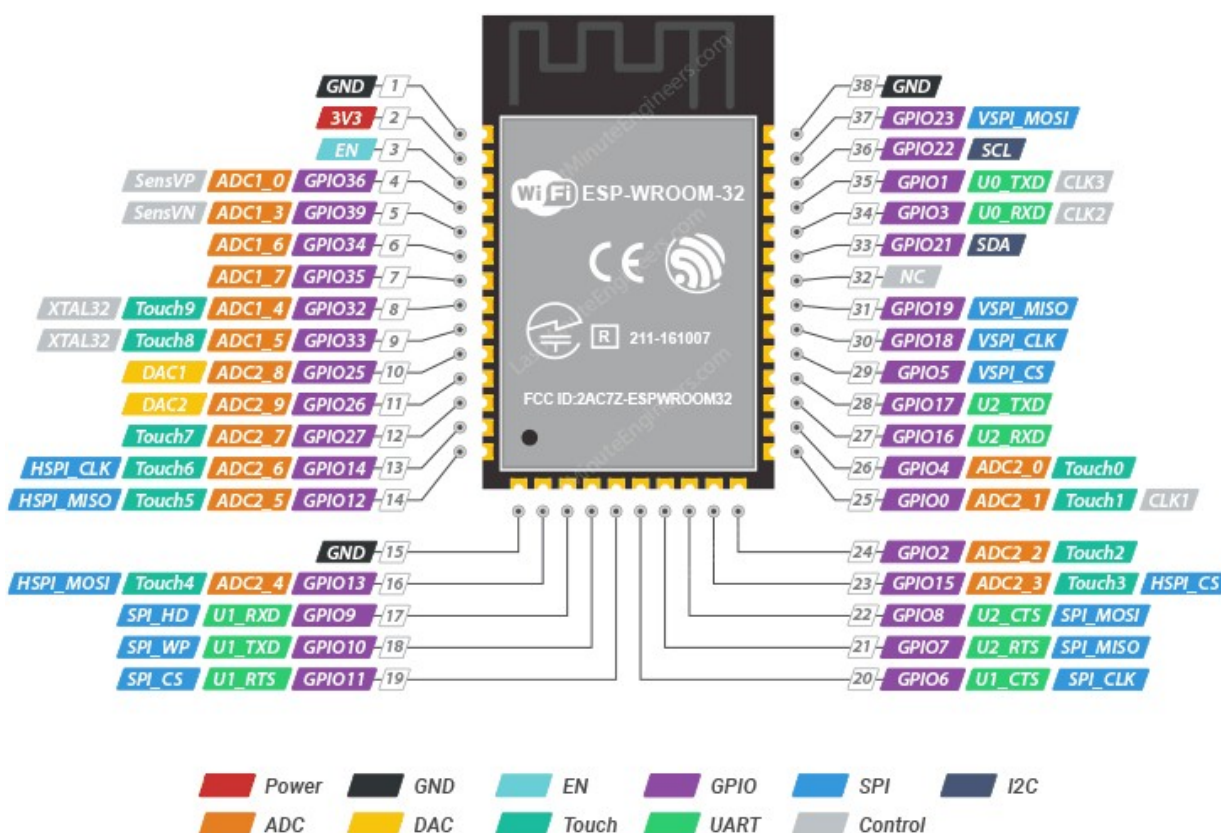 GND 1
3V3 2
EN 3
SensVP ADC1_0 GPIO36 4
SensVN ADC1_3 GPIO39 5
ADC1_6 GPIO34 6
ADC1_7 GPIO35 7
XTAL32 Touch9 ADC1_4 GPIO32 8
XTAL32 Touch8 ADC1_5 GPIO33 9
DAC1 ADC2_8 GPIO25 10
DAC2 ADC2_9 GPIO26 11
Touch7 ADC2_7 GPIO27 12
HSPI_CLK Touch6 ADC2_6 GPIO14 13
HSPI_MISO Touch5 ADC2_5 GPIO12 14
GND 15
HSPI_MOSI Touch4 ADC2_4 GPIO13 16
SPI_HD U1_RXD GPIO9 17
SPI_WP U1_TXD GPIO10 18
SPI_CS U1_RTS GPIO11 19
WiFi ESP-WROOM-32
CE
R 211-161007
FCC ID:2AC7Z-ESPWROOM32
38 GND
37 GPIO23 VSPI_MOSI
36 GPIO22 SCL
35 GPIO1 U0_TXD CLK3
34 GPIO3 U0_RXD CLK2
33 GPIO21 SDA
32 NC
31 GPIO19 VSPI_MISO
30 GPIO18 VSPI_CLK
29 GPIO5 VSPI_CS
28 GPIO17 U2_TXD
27 GPIO16 U2_RXD
26 GPIO4 ADC2_0 Touch0
25 GPIO0 ADC2_1 Touch1 CLK1
24 GPIO2 ADC2_2 Touch2
23 GPIO15 ADC2_3 Touch3 HSPI_CS
22 GPIO8 U2_CTS SPI_MOSI
21 GPIO7 U2_RTS SPI_MISO
20 GPIO6 U1_CTS SPI_CLK
Power GND EN GPIO SPI I2C
ADC DAC Touch UART Control